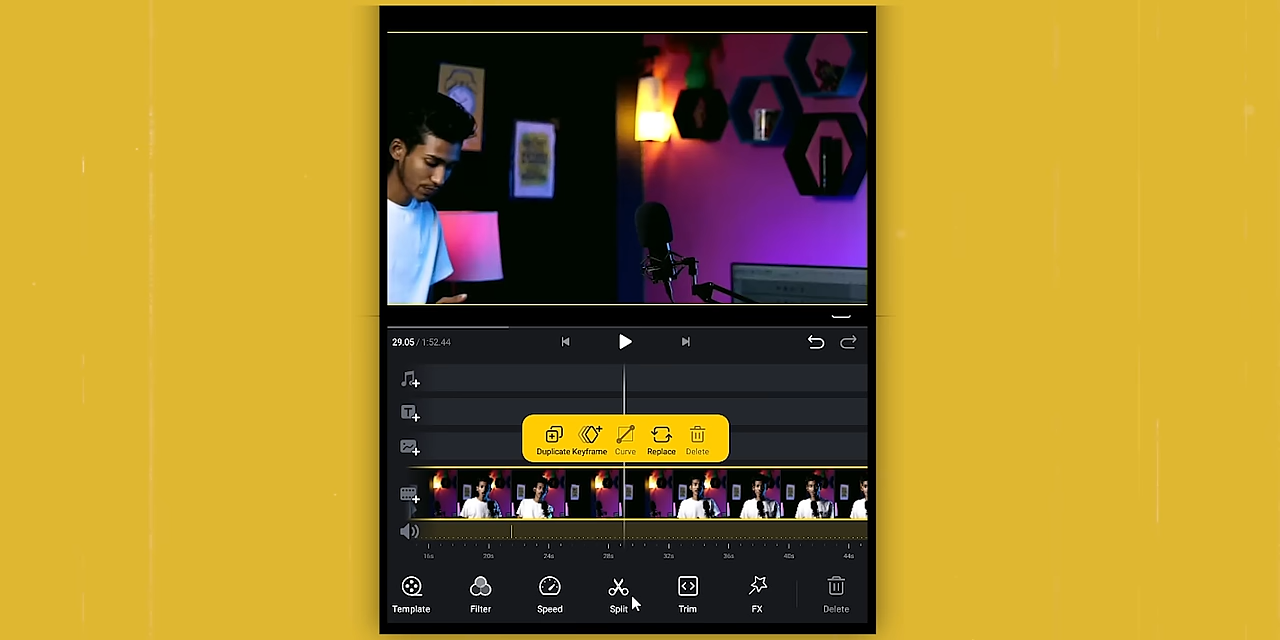 29.05 / 1:52.44
Duplicate Keyframe Curve Replace Delete
16s 20s 24s 28s 32s 36s 40s 44s
Template Filter Speed Split Trim FX Delete